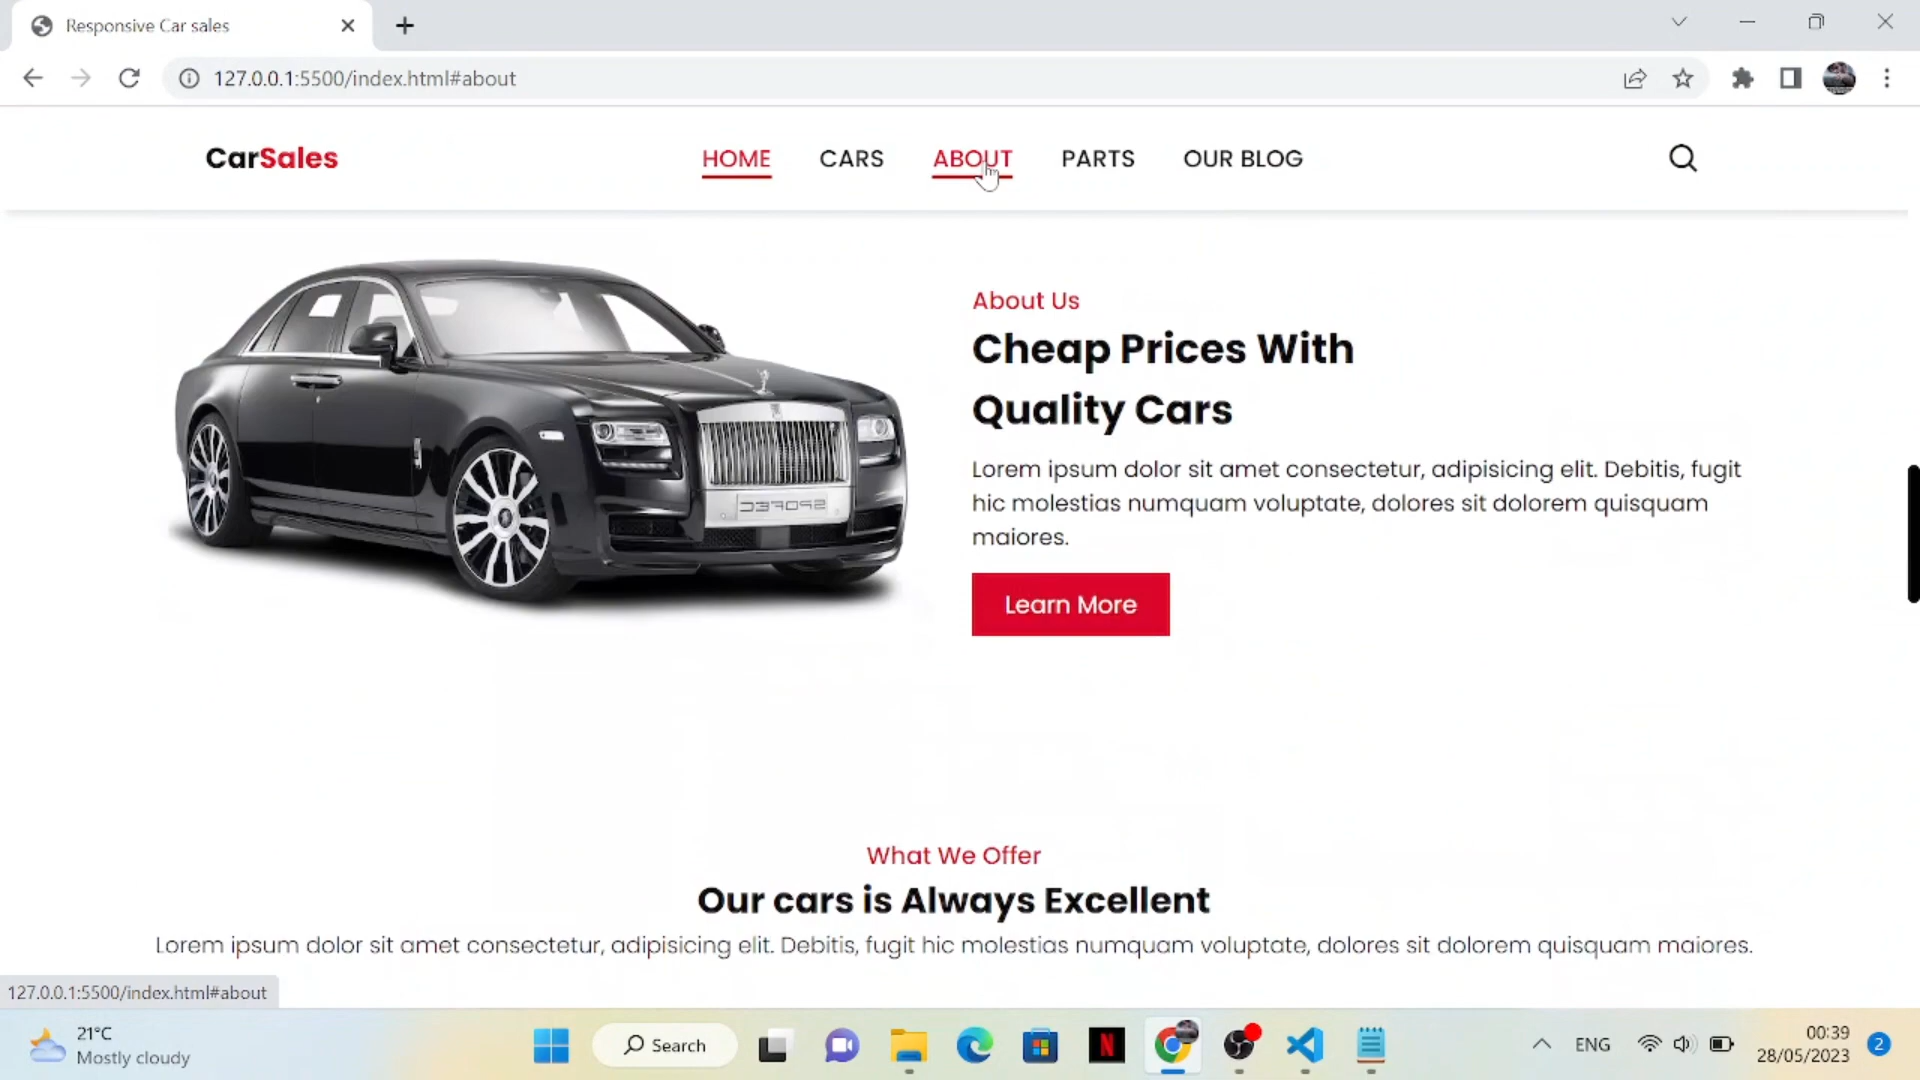 Responsive Car sales
127.0.0.1:5500/index.html#about
CarSales
HOME
CARS
ABOUT
PARTS
OUR BLOG
About Us
Cheap Prices With
Quality Cars
Lorem ipsum dolor sit amet consectetur, adipisicing elit. Debitis, fugit
hic molestias numquam voluptate, dolores sit dolorem quisquam
maiores.
Learn More
What We Offer
Our cars is Always Excellent
Lorem ipsum dolor sit amet consectetur, adipisicing elit. Debitis, fugit hic molestias numquam voluptate, dolores sit dolorem quisquam maiores.
127.0.0.1:5500/index.html#about
21°C
Mostly cloudy
Search
N
ENG
00:39
28/05/2023
2